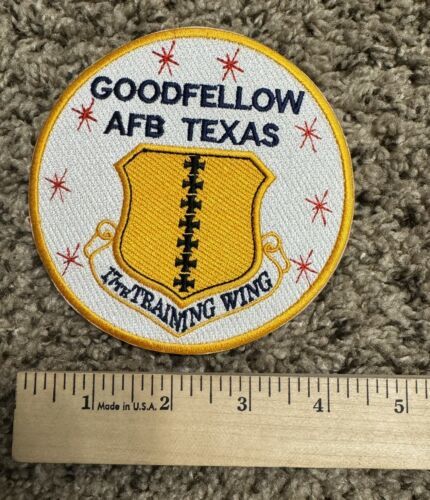 GOODFELLOW
AFB TEXAS
17TH TRAINING WING
1 Made in U.S.A. 2 3 4 5